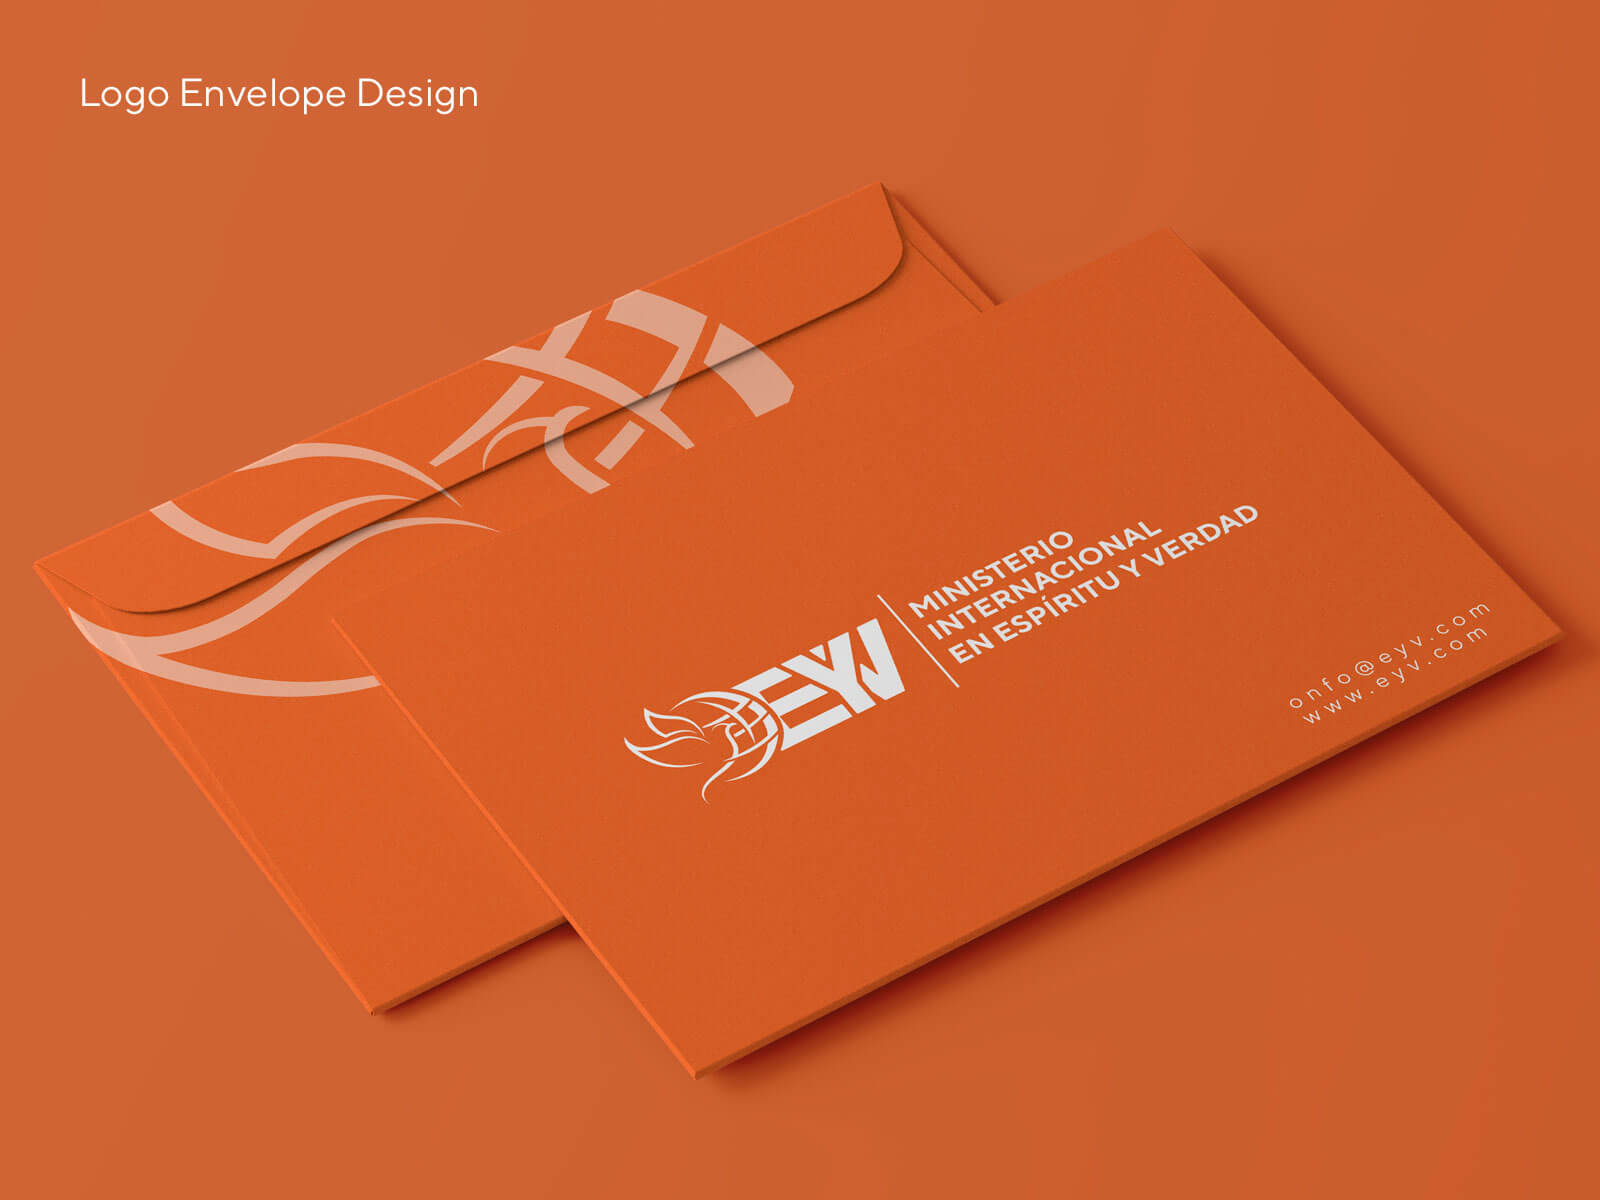 Logo Envelope Design
EYV
MINISTERIO
INTERNACIONAL
EN ESPÍRITU Y VERDAD
onfo@eyv.com
www.eyv.com